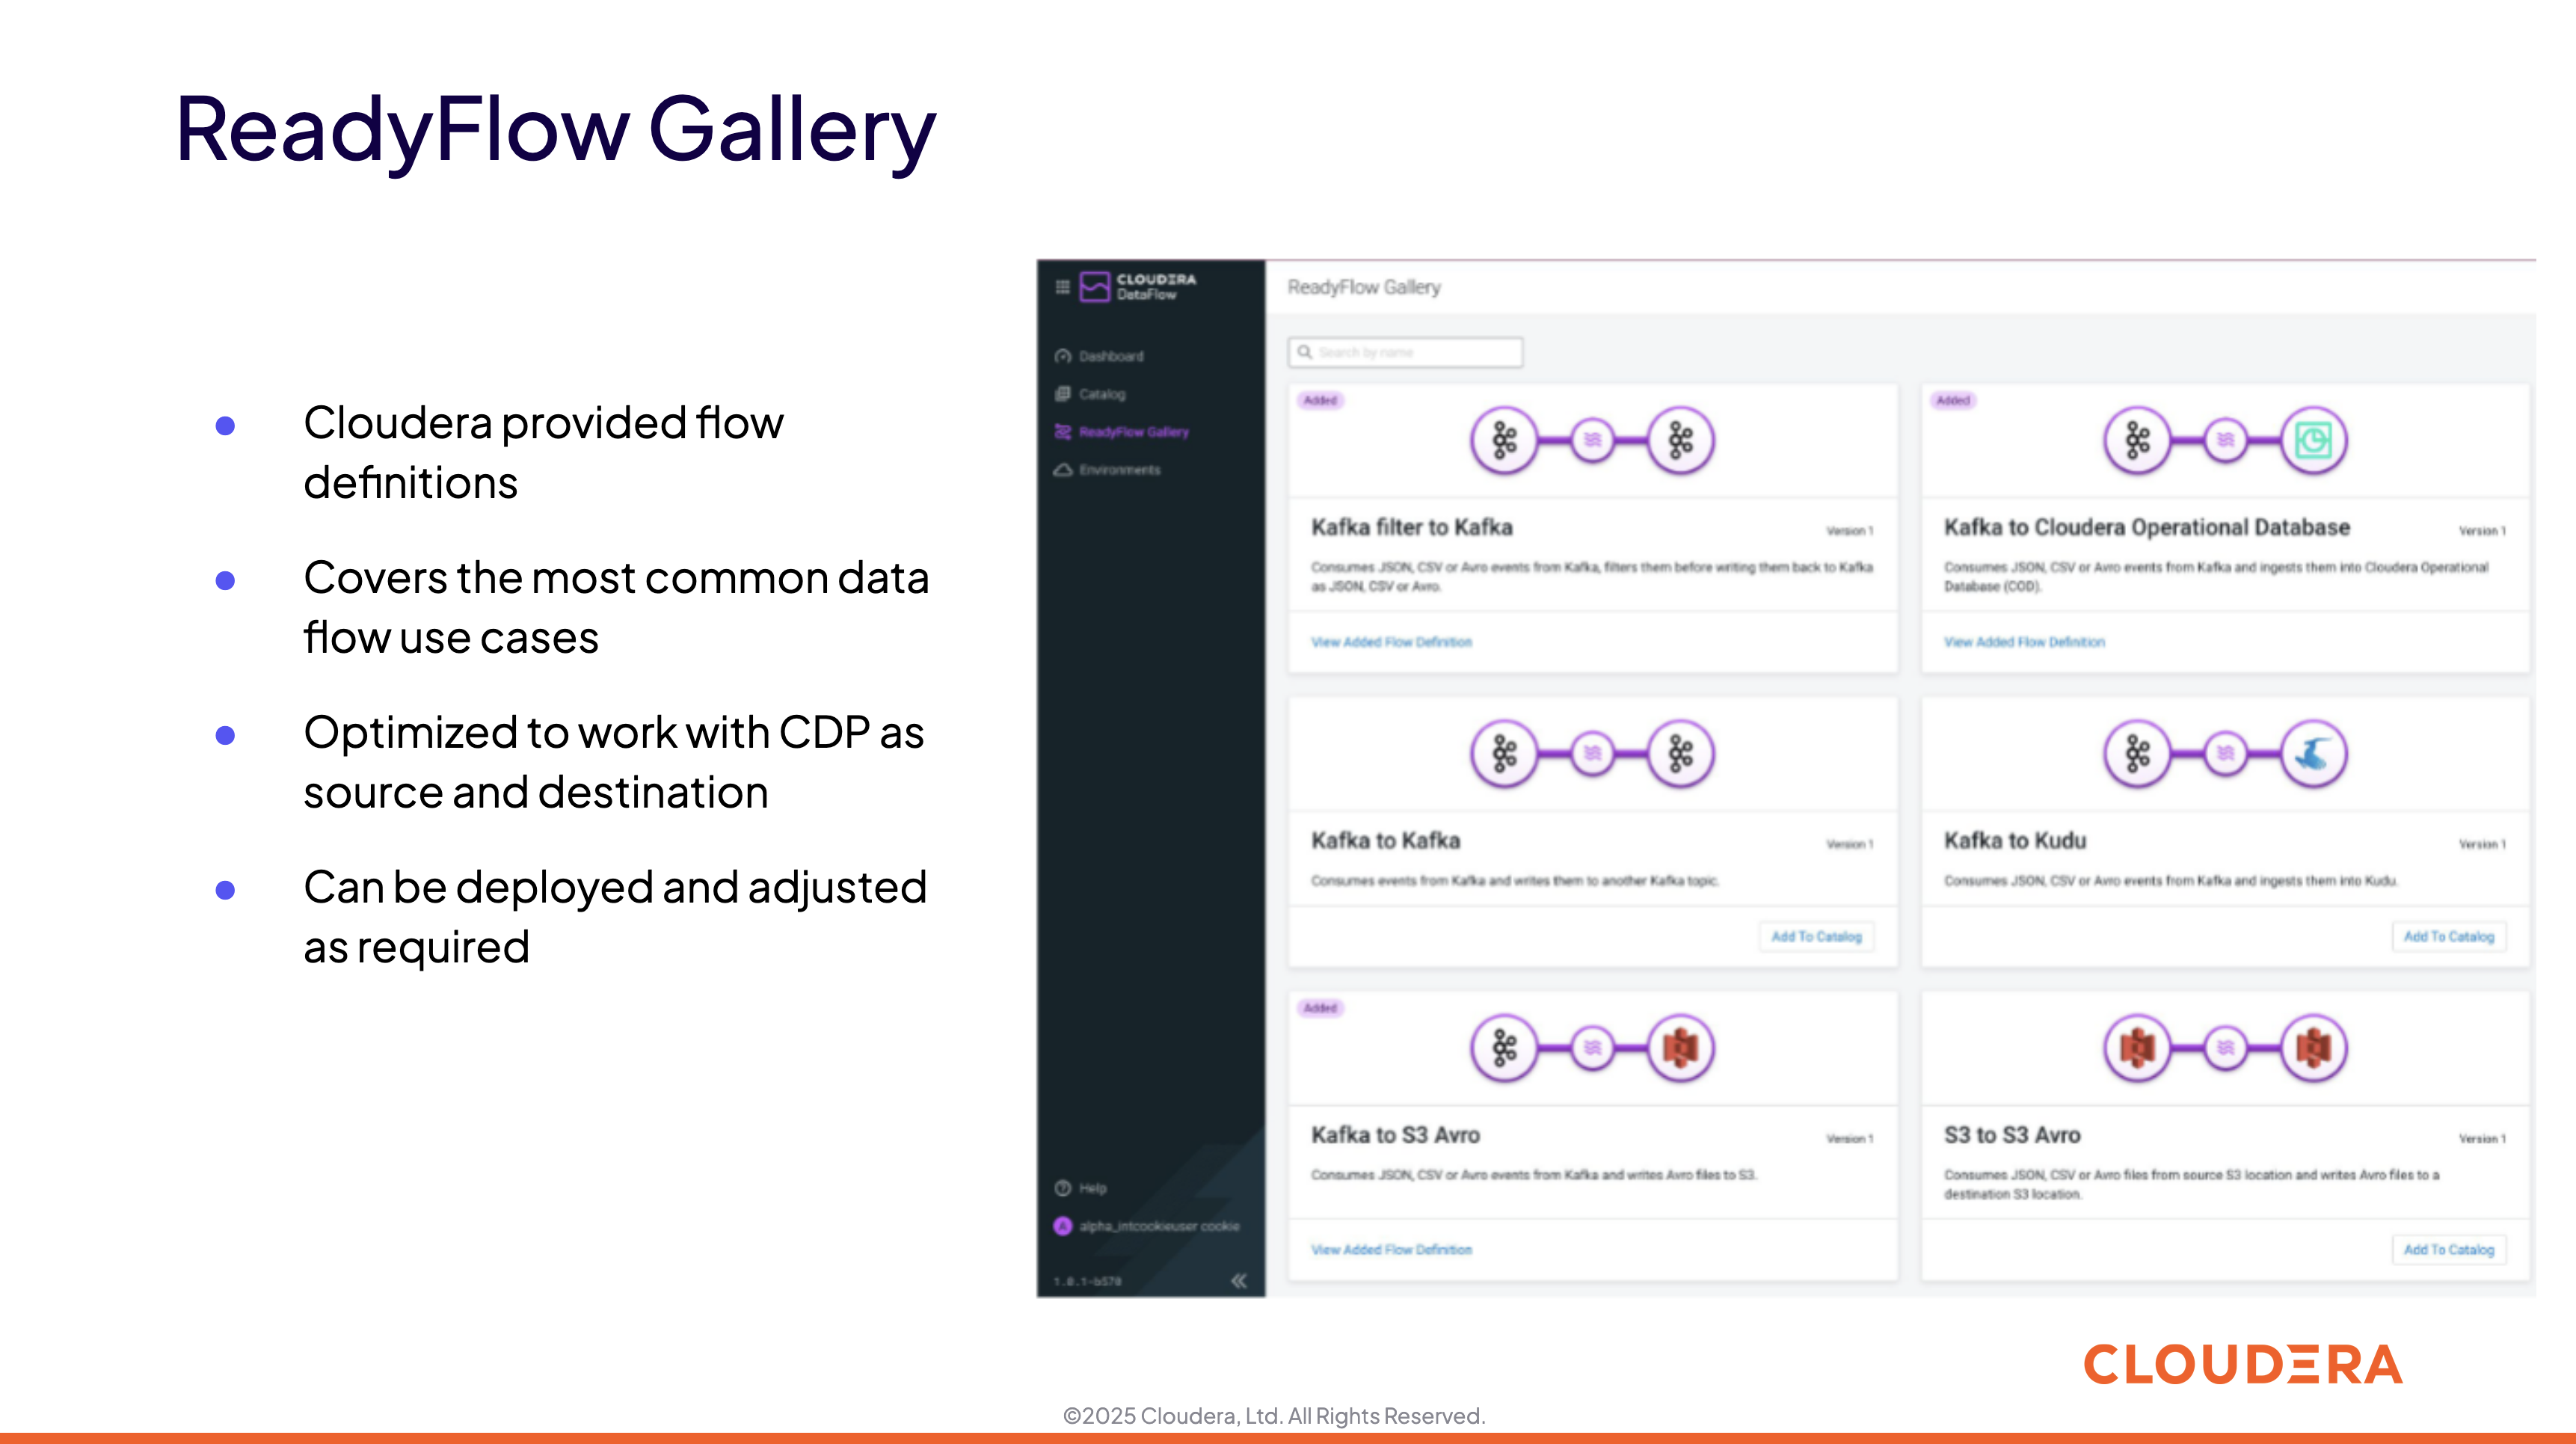 ReadyFlow Gallery
Cloudera provided flow
definitions
Covers the most common data
flow use cases
Optimized to work with CDP as
source and destination
Can be deployed and adjusted
as required
CLOUDERA
DataFlow
Dashboard
Catalog
ReadyFlow Gallery
Environments
Help
A
alpha_intcookieuser cookie
1.0.1-b570
ReadyFlow Gallery
Search by name
Added
Kafka filter to Kafka
Version 1
Consumes JSON, CSV or Avro events from Kafka, filters them before writing them back to Kafka
as JSON, CSV or Avro.
View Added Flow Definition
Added
Kafka to Cloudera Operational Database
Version 1
Consumes JSON, CSV or Avro events from Kafka and ingests them into Cloudera Operational
Database (COD).
View Added Flow Definition
Kafka to Kafka
Version 1
Consumes events from Kafka and writes them to another Kafka topic.
Add To Catalog
Kafka to Kudu
Version 1
Consumes JSON, CSV or Avro events from Kafka and ingests them into Kudu.
Add To Catalog
Added
Kafka to S3 Avro
Version 1
Consumes JSON, CSV or Avro events from Kafka and writes Avro files to S3.
View Added Flow Definition
S3 to S3 Avro
Version 1
Consumes JSON, CSV or Avro files from source S3 location and writes Avro files to a
destination S3 location.
Add To Catalog
CLOUDERA
©2025 Cloudera, Ltd. All Rights Reserved.